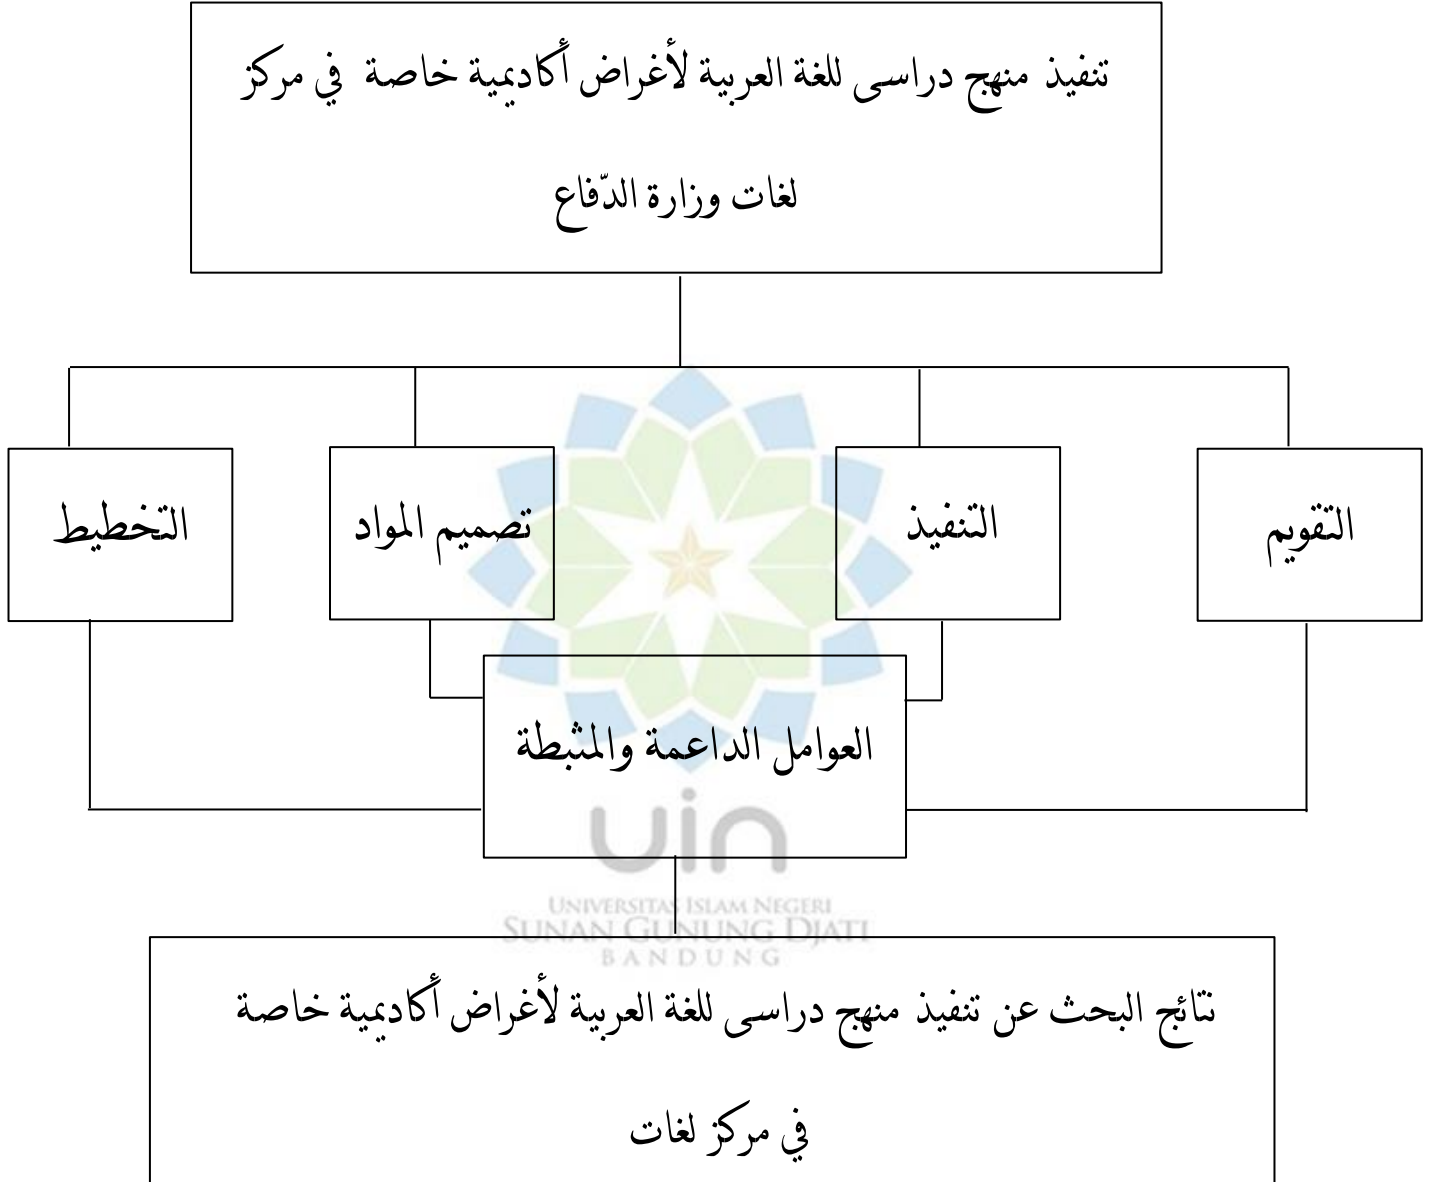 تنفيذ منهج دراسى للغة العربية لأغراض أكاديمية خاصة في مركز
لغات وزارة الدّفاع
التقويم
التنفيذ
تصميم المواد
التخطيط
العوامل الداعمة والمثبطة
uin
UNIVERSITAS ISLAM NEGERI
SUNAN GUNUNG DJATI
BANDUNG
نتائج البحث عن تنفيذ منهج دراسى للغة العربية لأغراض أكاديمية خاصة
في مركز لغات